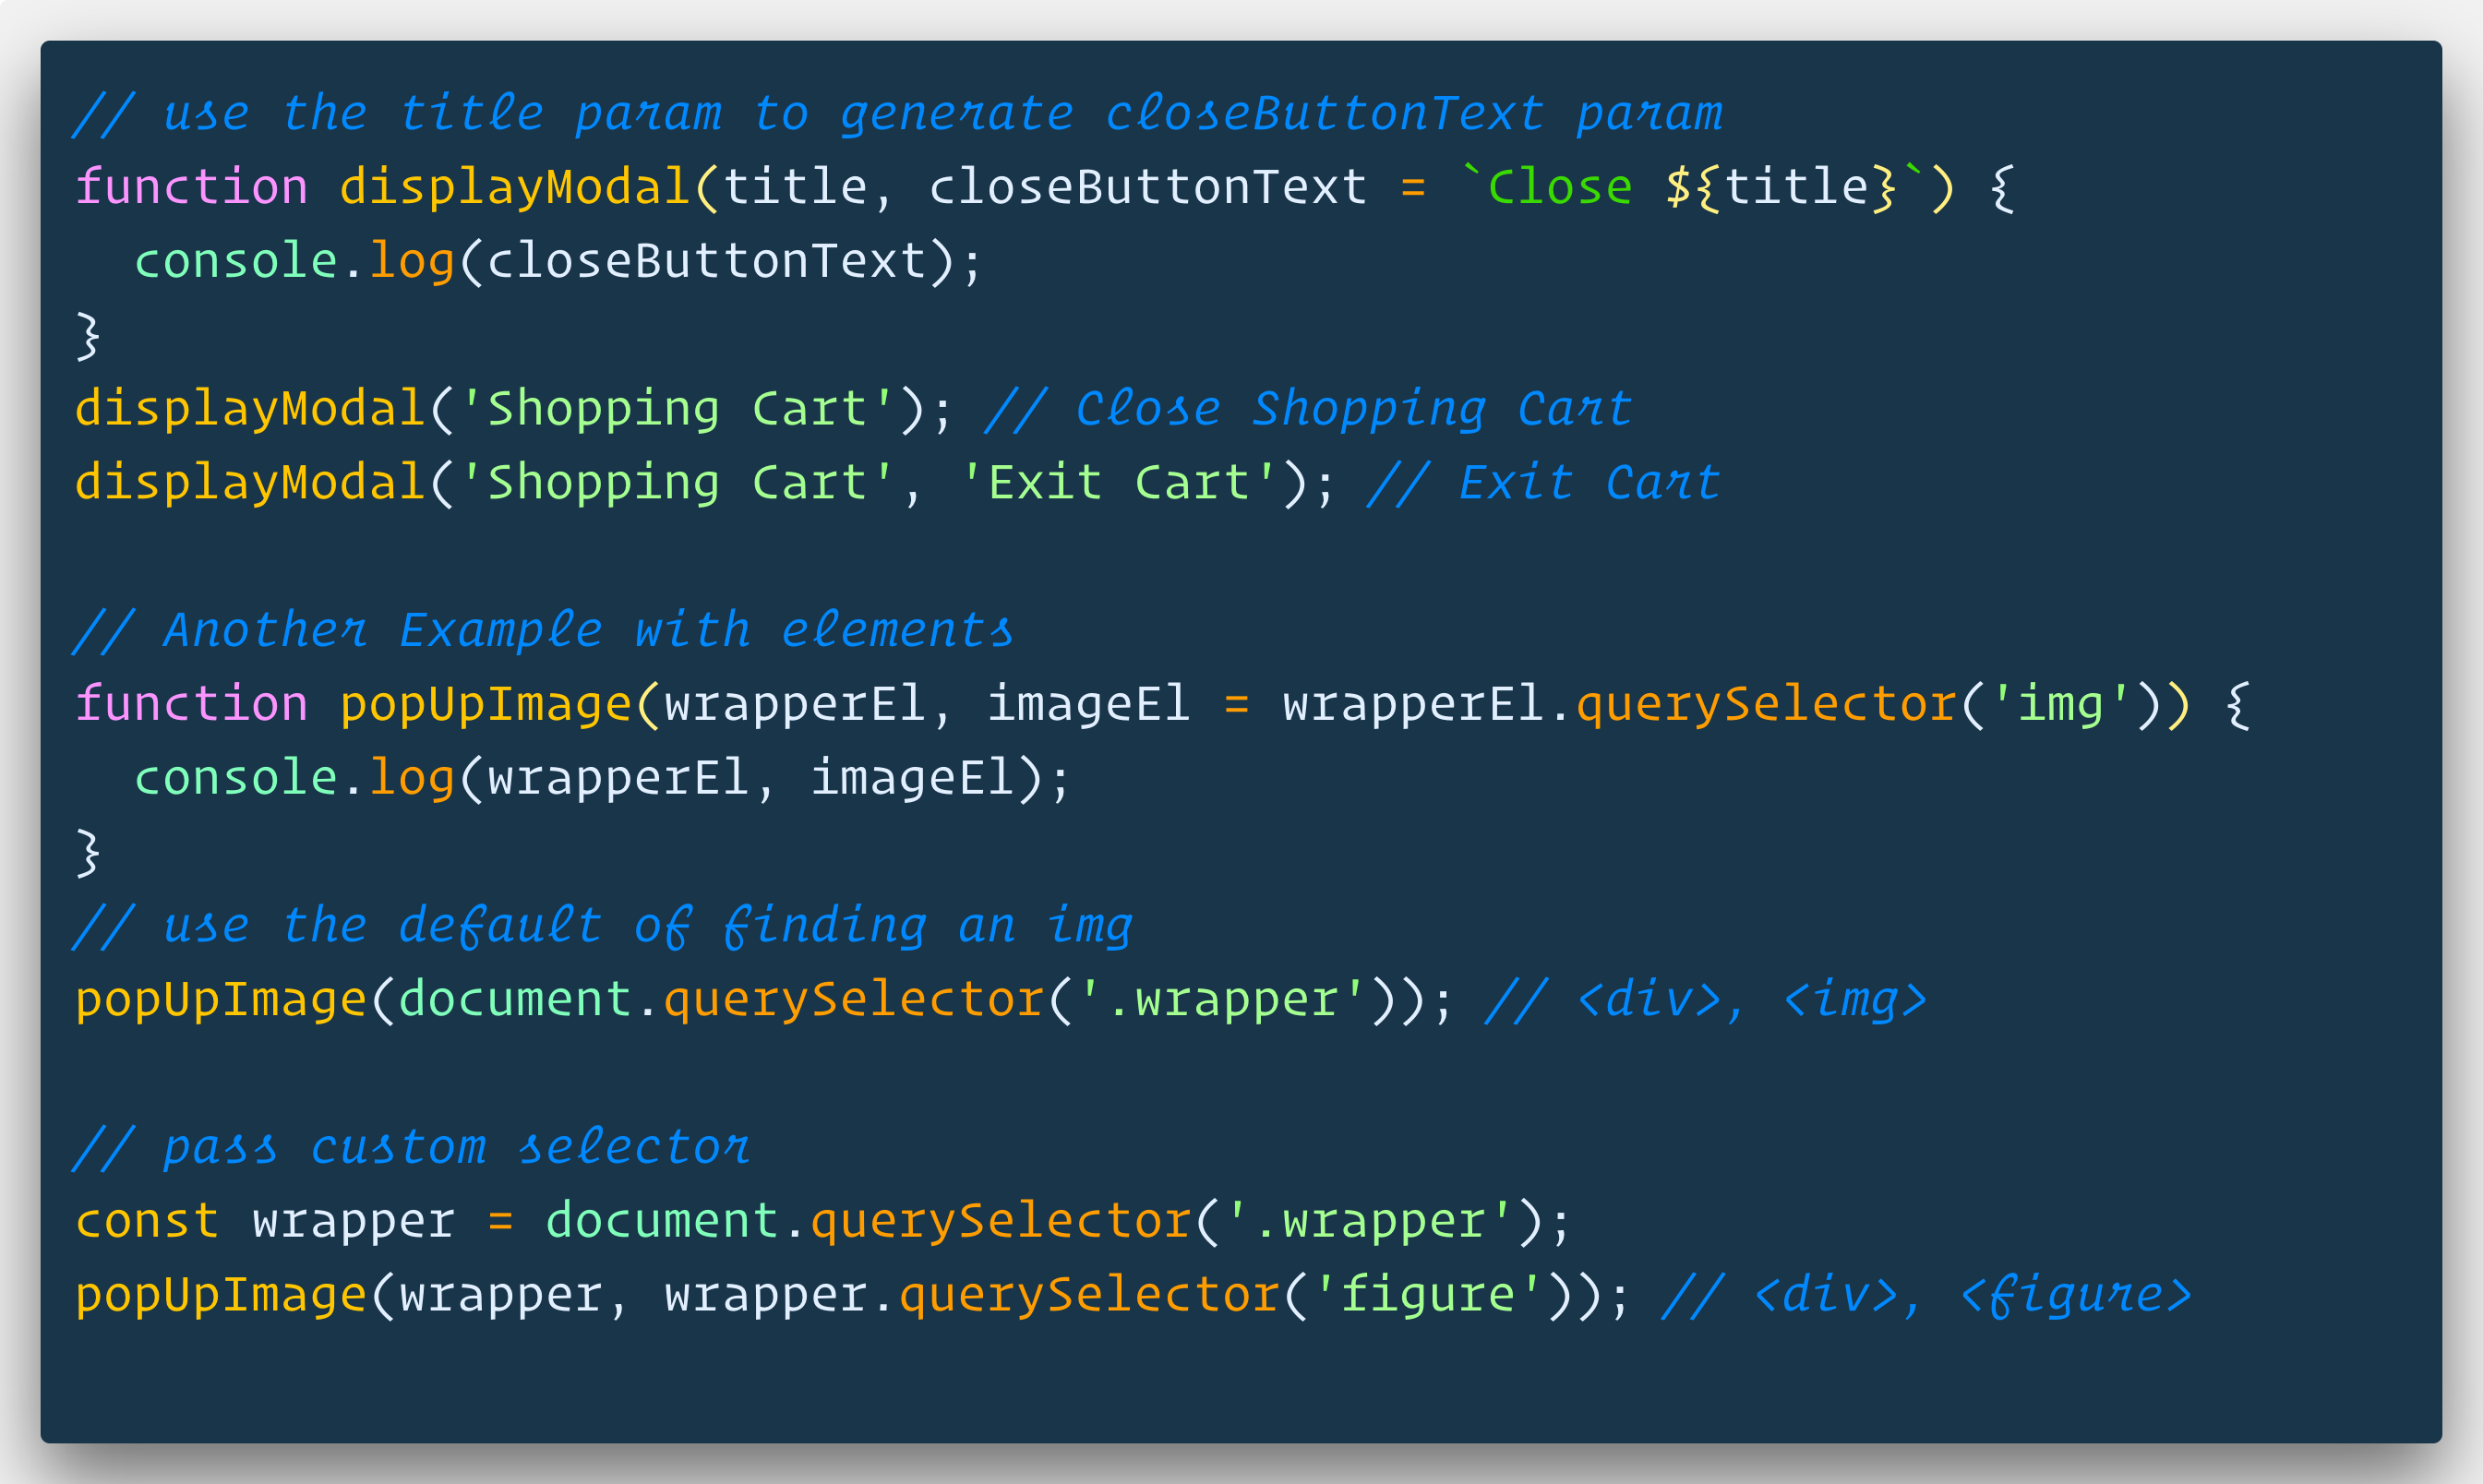 // use the title param to generate closeButtonText param
function displayModal(title, closeButtonText = `Close ${title}`) {
  console.log(closeButtonText);
}
displayModal('Shopping Cart'); // Close Shopping Cart
displayModal('Shopping Cart', 'Exit Cart'); // Exit Cart

// Another Example with elements
function popUpImage(wrapperEl, imageEl = wrapperEl.querySelector('img')) {
  console.log(wrapperEl, imageEl);
}
// use the default of finding an img
popUpImage(document.querySelector('.wrapper')); // <div>, <img>

// pass custom selector
const wrapper = document.querySelector('.wrapper');
popUpImage(wrapper, wrapper.querySelector('figure')); // <div>, <figure>